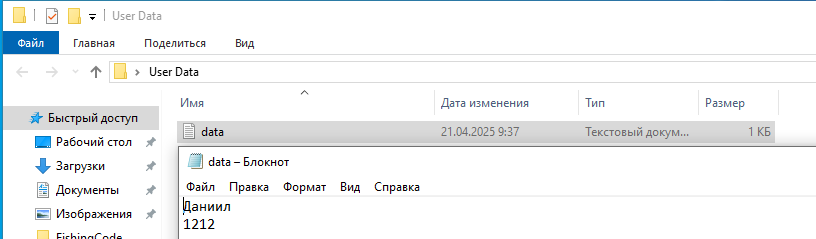 User Data
Файл Главная Поделиться Вид
User Data
Имя Дата изменения Тип Размер
Быстрый доступ
data 21.04.2025 9:37 Текстовый докум... 1 КБ
Рабочий стол
data – Блокнот
Загрузки
Файл Правка Формат Вид Справка
Документы
Даниил
Изображения
1212
FishingCode